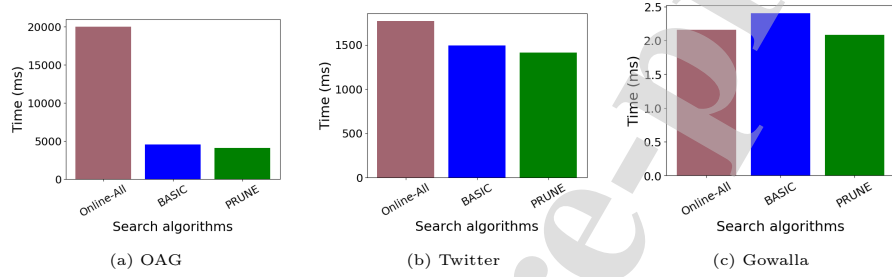 20000
15000
10000
5000
0
Time (ms)
Online-All
BASIC
PRUNE
Search algorithms
(a) OAG
1500
1000
500
0
Time (ms)
Online-All
BASIC
PRUNE
Search algorithms
(b) Twitter
2.5
2.0
1.5
1.0
0.5
0.0
Time (ms)
Online-All
BASIC
PRUNE
Search algorithms
(c) Gowalla